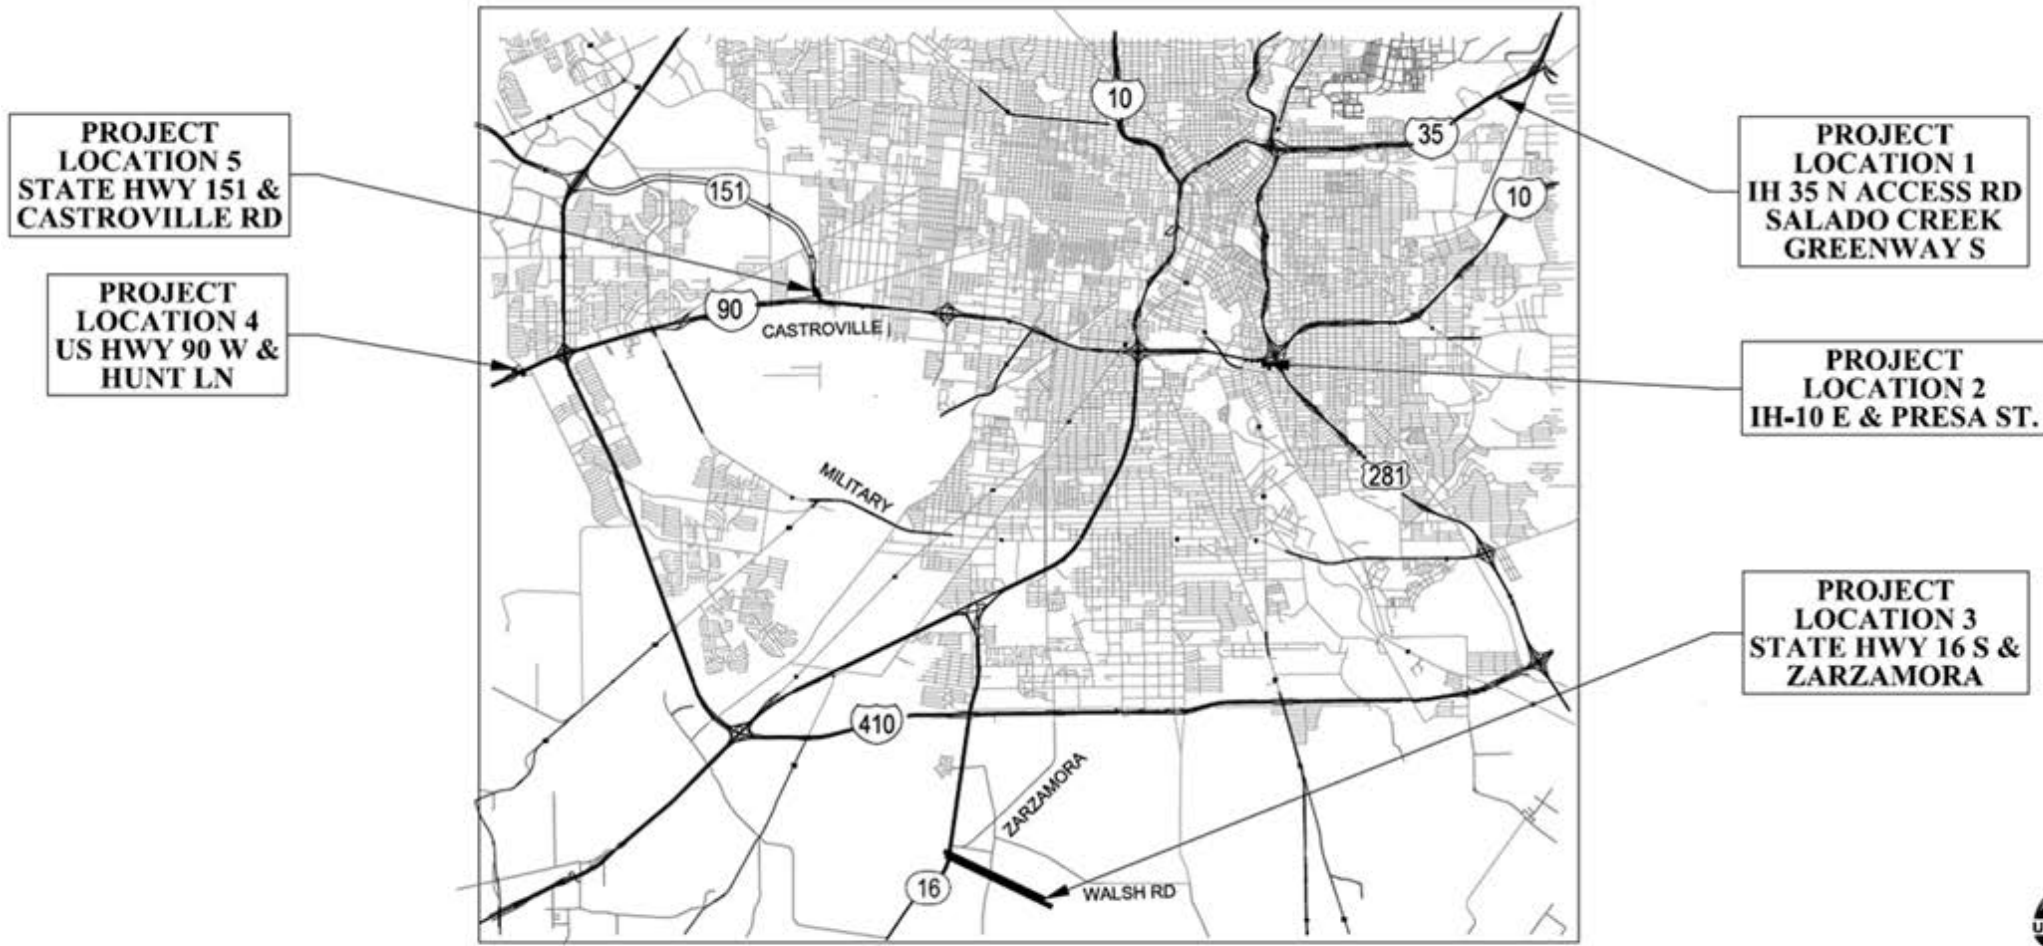 PROJECT
LOCATION 5
STATE HWY 151 &
CASTROVILLE RD
PROJECT
LOCATION 4
US HWY 90 W &
HUNT LN
10
35
151
10
90
CASTROVILLE
MILITARY
281
410
ZARZAMORA
16
WALSH RD
PROJECT
LOCATION 1
IH 35 N ACCESS RD
SALADO CREEK
GREENWAY S
PROJECT
LOCATION 2
IH-10 E & PRESA ST.
PROJECT
LOCATION 3
STATE HWY 16 S &
ZARZAMORA